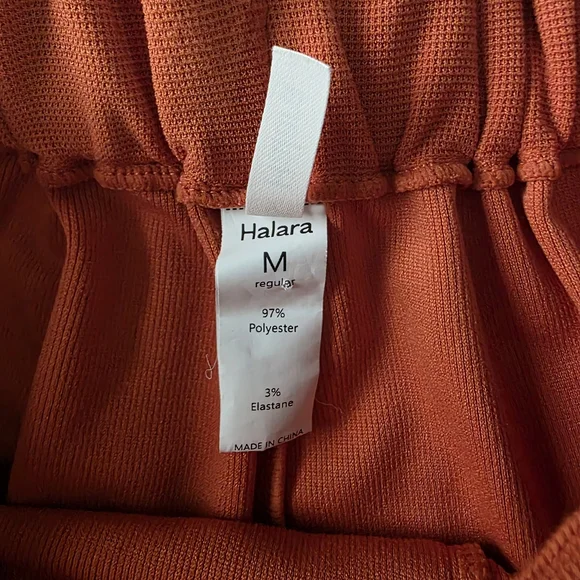 Halara
M
regular
97%
Polyester
3%
Elastane
MADE IN CHINA